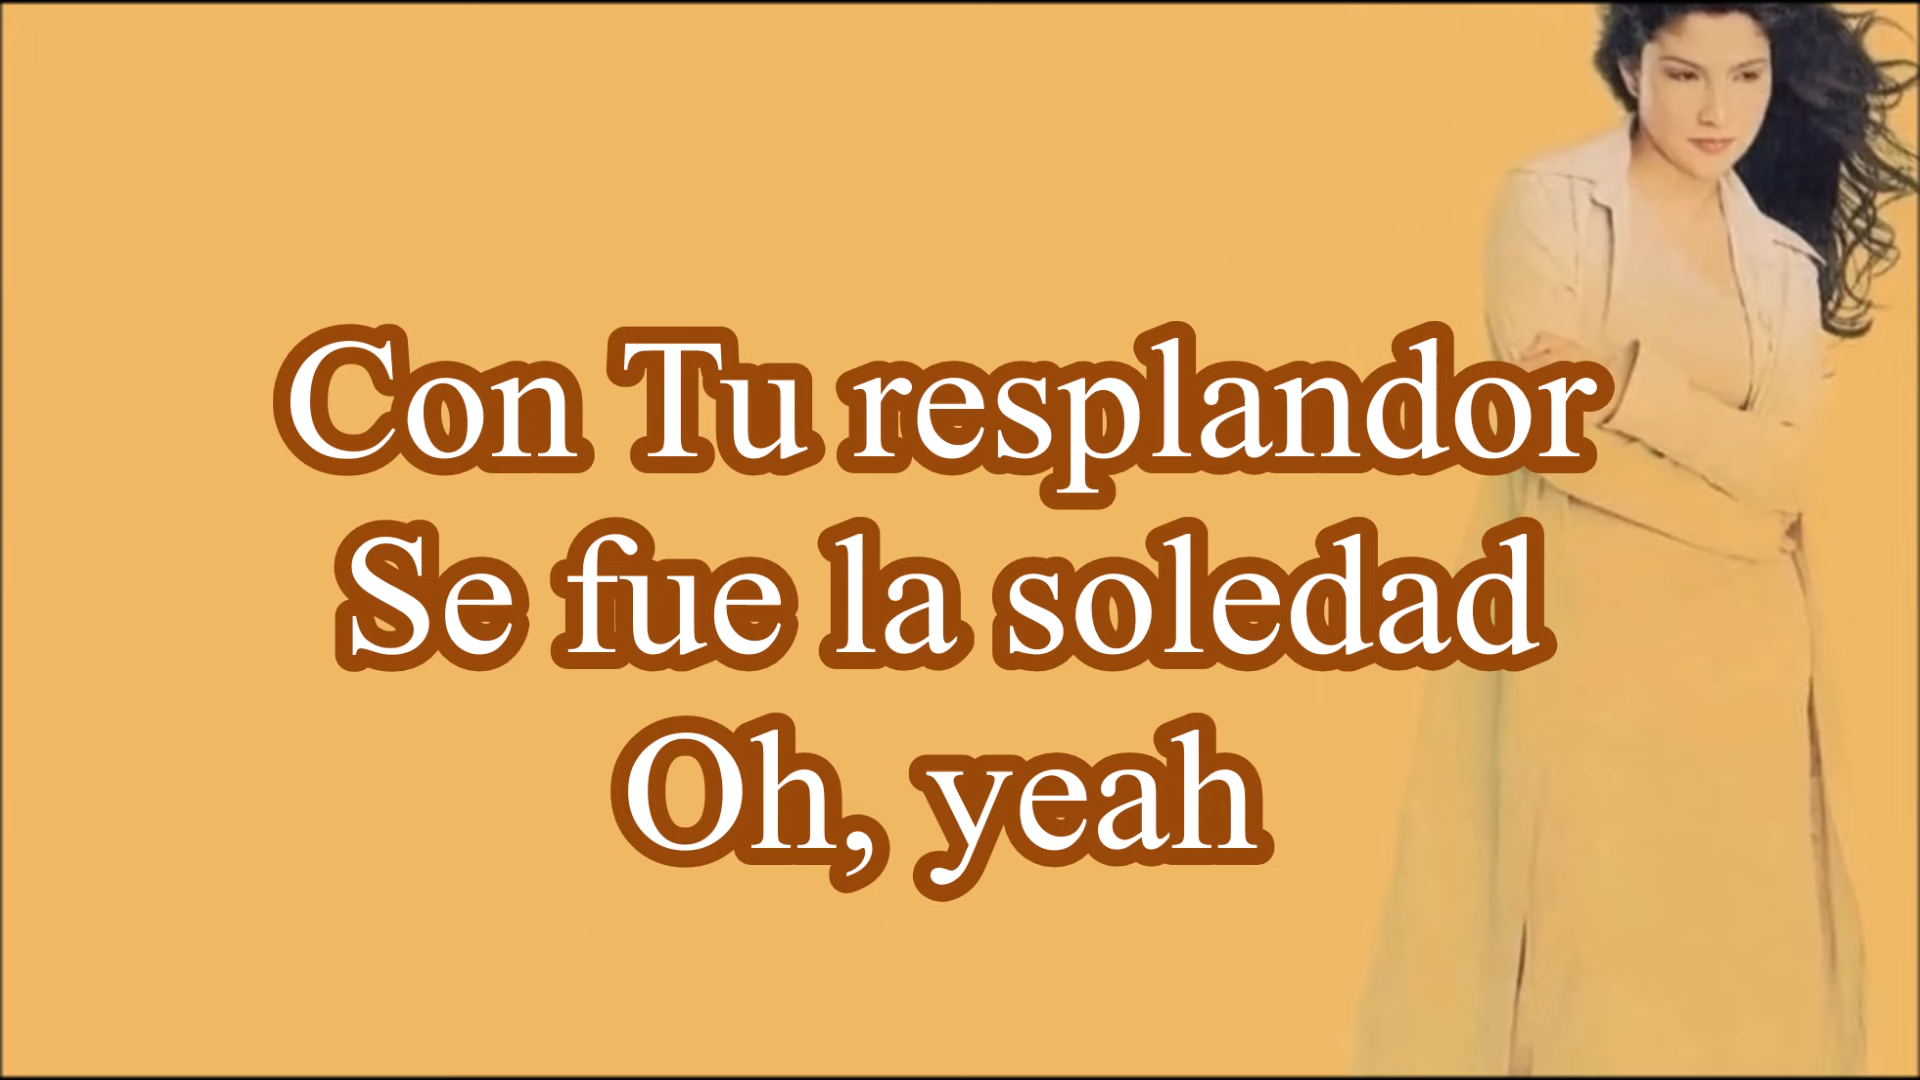 Con Tu resplandor
Se fue la soledad
Oh, yeah